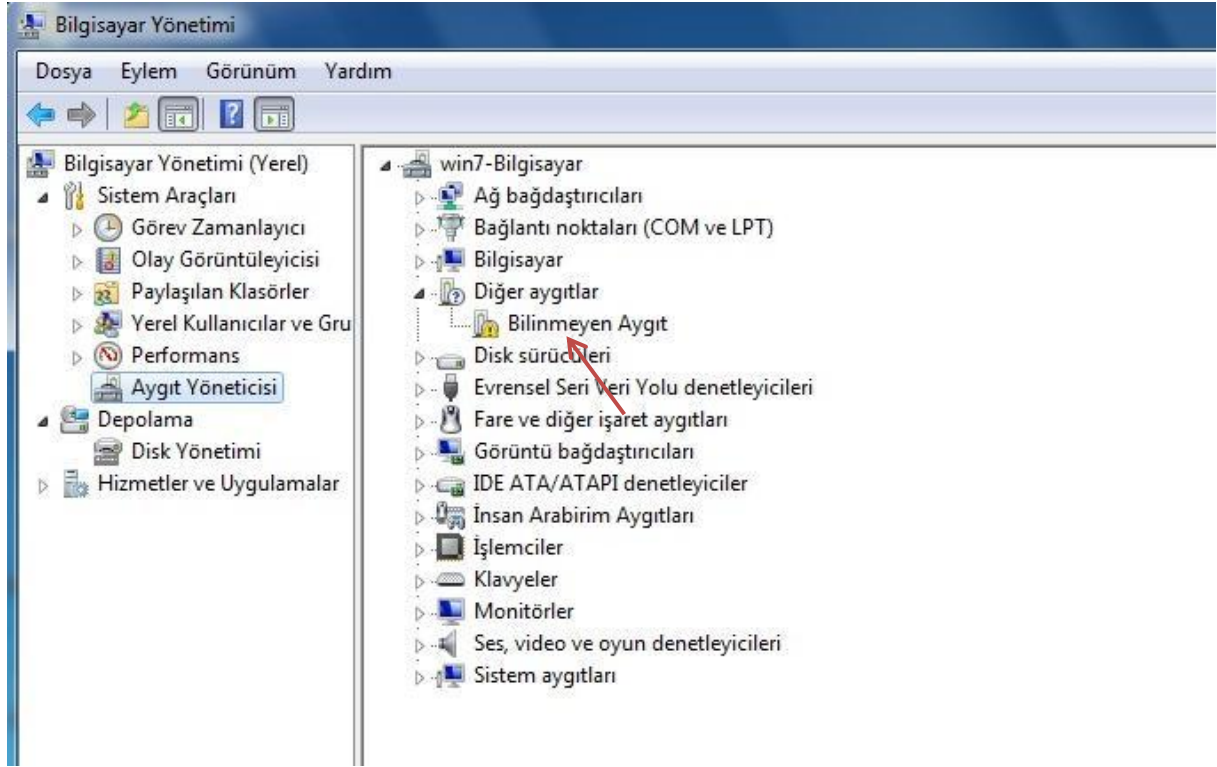 Bilgisayar Yönetimi
Dosya Eylem Görünüm Yardım
Bilgisayar Yönetimi (Yerel)
Sistem Araçları
Görev Zamanlayıcı
Olay Görüntüleyicisi
Paylaşılan Klasörler
Yerel Kullanıcılar ve Gru
Performans
Aygıt Yöneticisi
Depolama
Disk Yönetimi
Hizmetler ve Uygulamalar
win7-Bilgisayar
Ağ bağdaştırıcıları
Bağlantı noktaları (COM ve LPT)
Bilgisayar
Diğer aygıtlar
Bilinmeyen Aygıt
Disk sürücüleri
Evrensel Seri Veri Yolu denetleyicileri
Fare ve diğer işaret aygıtları
Görüntü bağdaştırıcıları
IDE ATA/ATAPI denetleyiciler
İnsan Arabirim Aygıtları
İşlemciler
Klavyeler
Monitörler
Ses, video ve oyun denetleyicileri
Sistem aygıtları